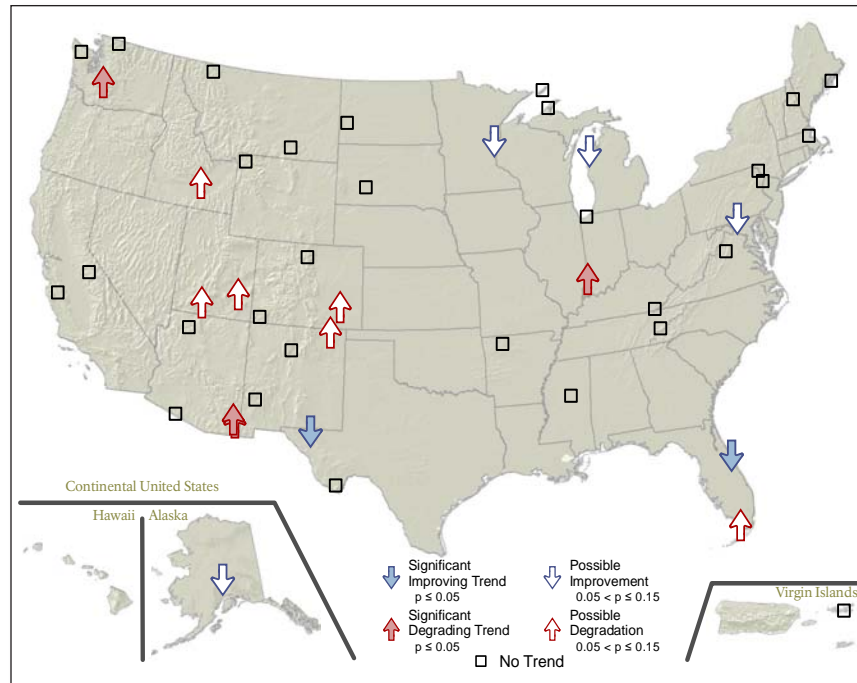 Continental United States
Hawaii
Alaska
Significant
Improving Trend
p ≤ 0.05
Possible
Improvement
0.05 < p ≤ 0.15
Significant
Degrading Trend
p ≤ 0.05
Possible
Degradation
0.05 < p ≤ 0.15
No Trend
Virgin Islands